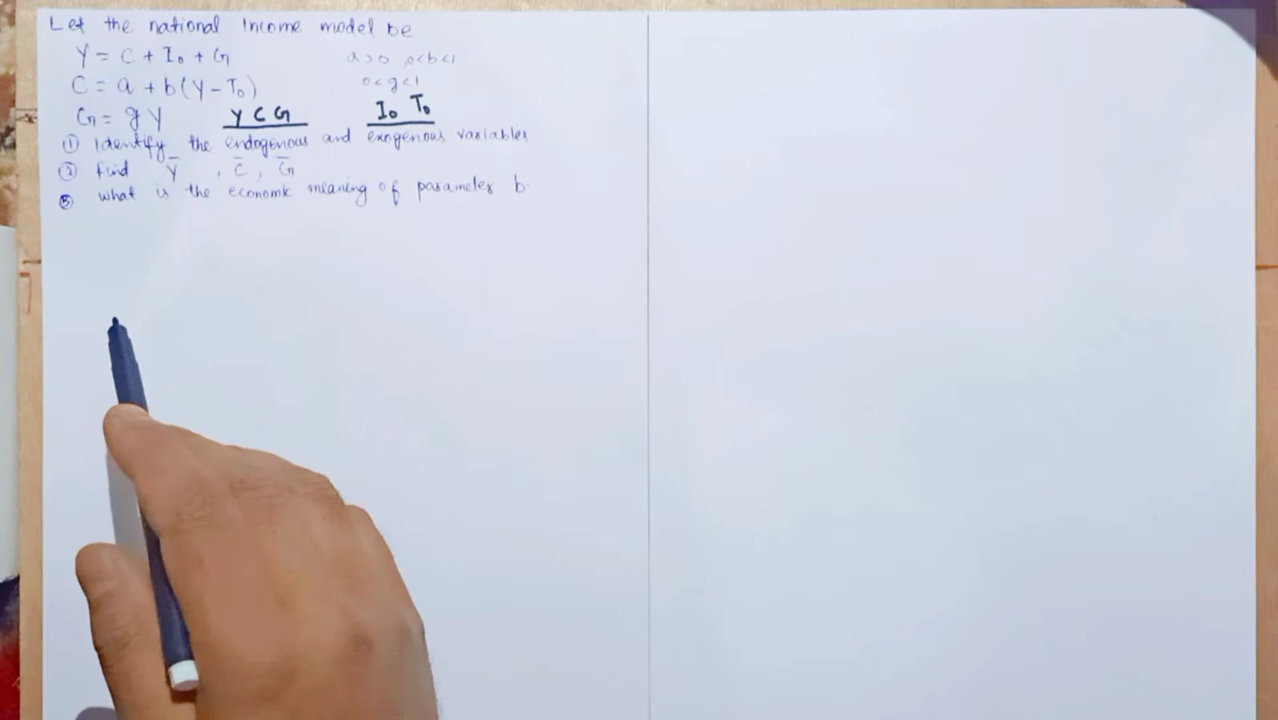 Let the national income model be
Y = C + I₀ + G a>0 , 0<b<1
C = a + b(Y - T₀) 0<g<1
G = gY Y C G I₀ T₀
① Identify the endogenous and exogenous variables
② find Ȳ , C̄ , Ḡ
③ what is the economic meaning of parameter b